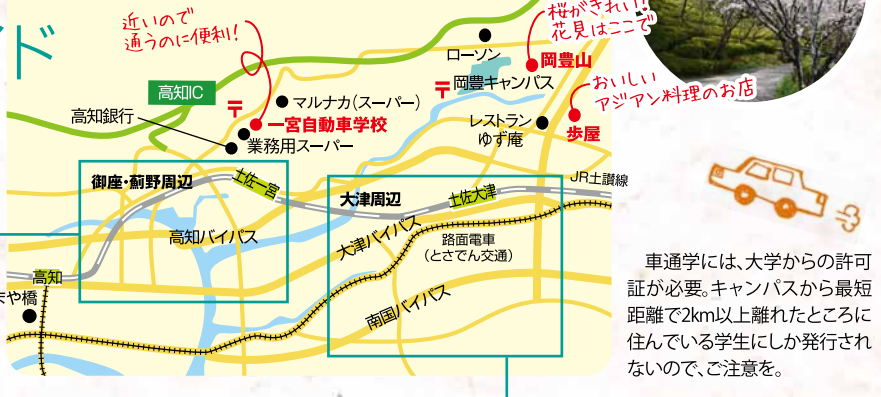 ド
近いので
通うのに便利!
桜がきれい!
花見はここで
ローソン
岡豊山
〒
岡豊キャンパス
おいしい
アジアン料理のお店
高知IC
〒
マルナカ(スーパー)
高知銀行
一宮自動車学校
業務用スーパー
レストラン
ゆず庵
歩屋
御座・薊野周辺
土佐一宮
大津周辺
土佐大津
JR土讃線
高知バイパス
大津バイパス
路面電車
(とさでん交通)
高知
や橋
南国バイパス
車通学には、大学からの許可
証が必要。キャンパスから最短
距離で2km以上離れたところに
住んでいる学生にしか発行され
ないので、ご注意を。